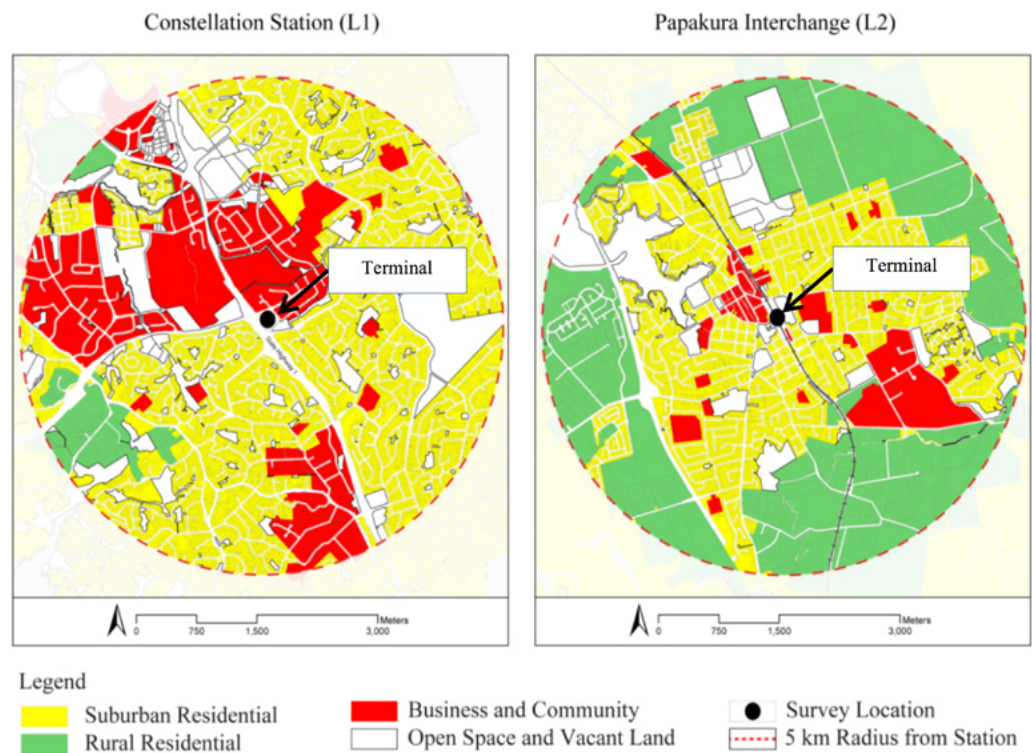 Constellation Station (L1)
Papakura Interchange (L2)
Terminal
Terminal
0 750 1,500 3,000 Meters
0 750 1,500 3,000 Meters
Legend
Suburban Residential
Rural Residential
Business and Community
Open Space and Vacant Land
Survey Location
5 km Radius from Station